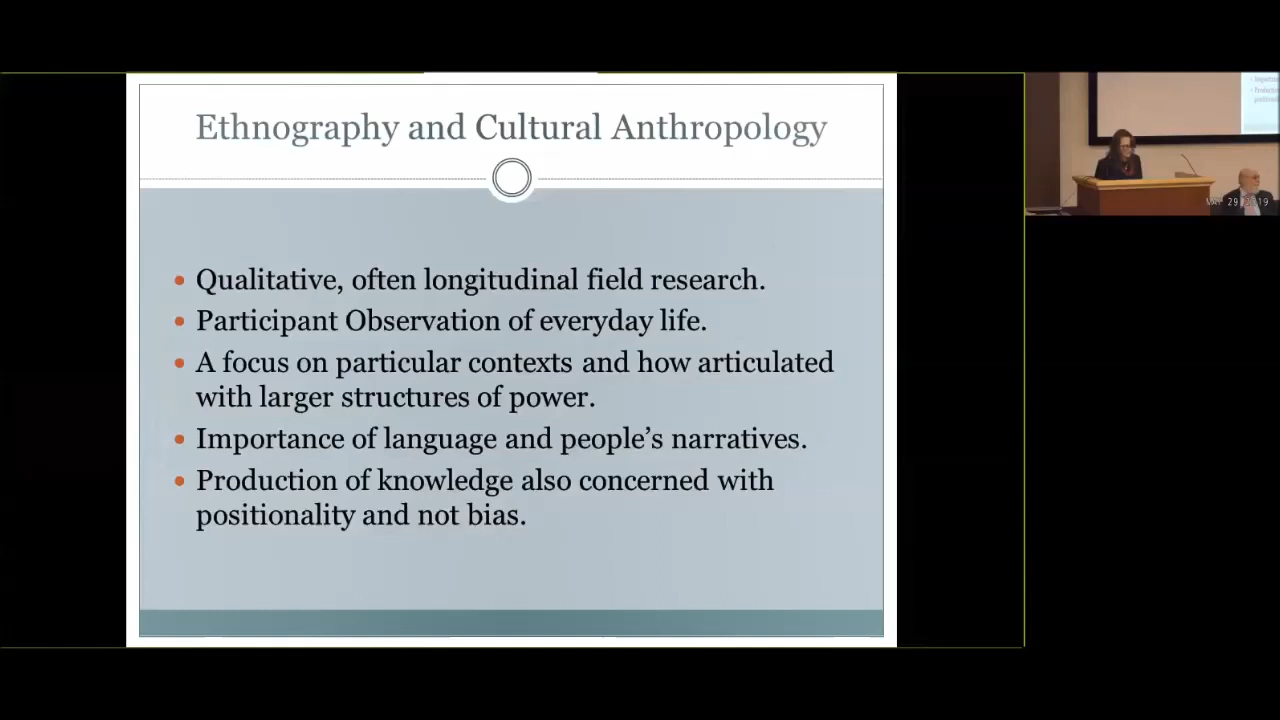 Ethnography and Cultural Anthropology
• Qualitative, often longitudinal field research.
• Participant Observation of everyday life.
• A focus on particular contexts and how articulated
with larger structures of power.
• Importance of language and people’s narratives.
• Production of knowledge also concerned with
positionality and not bias.
29, 2019